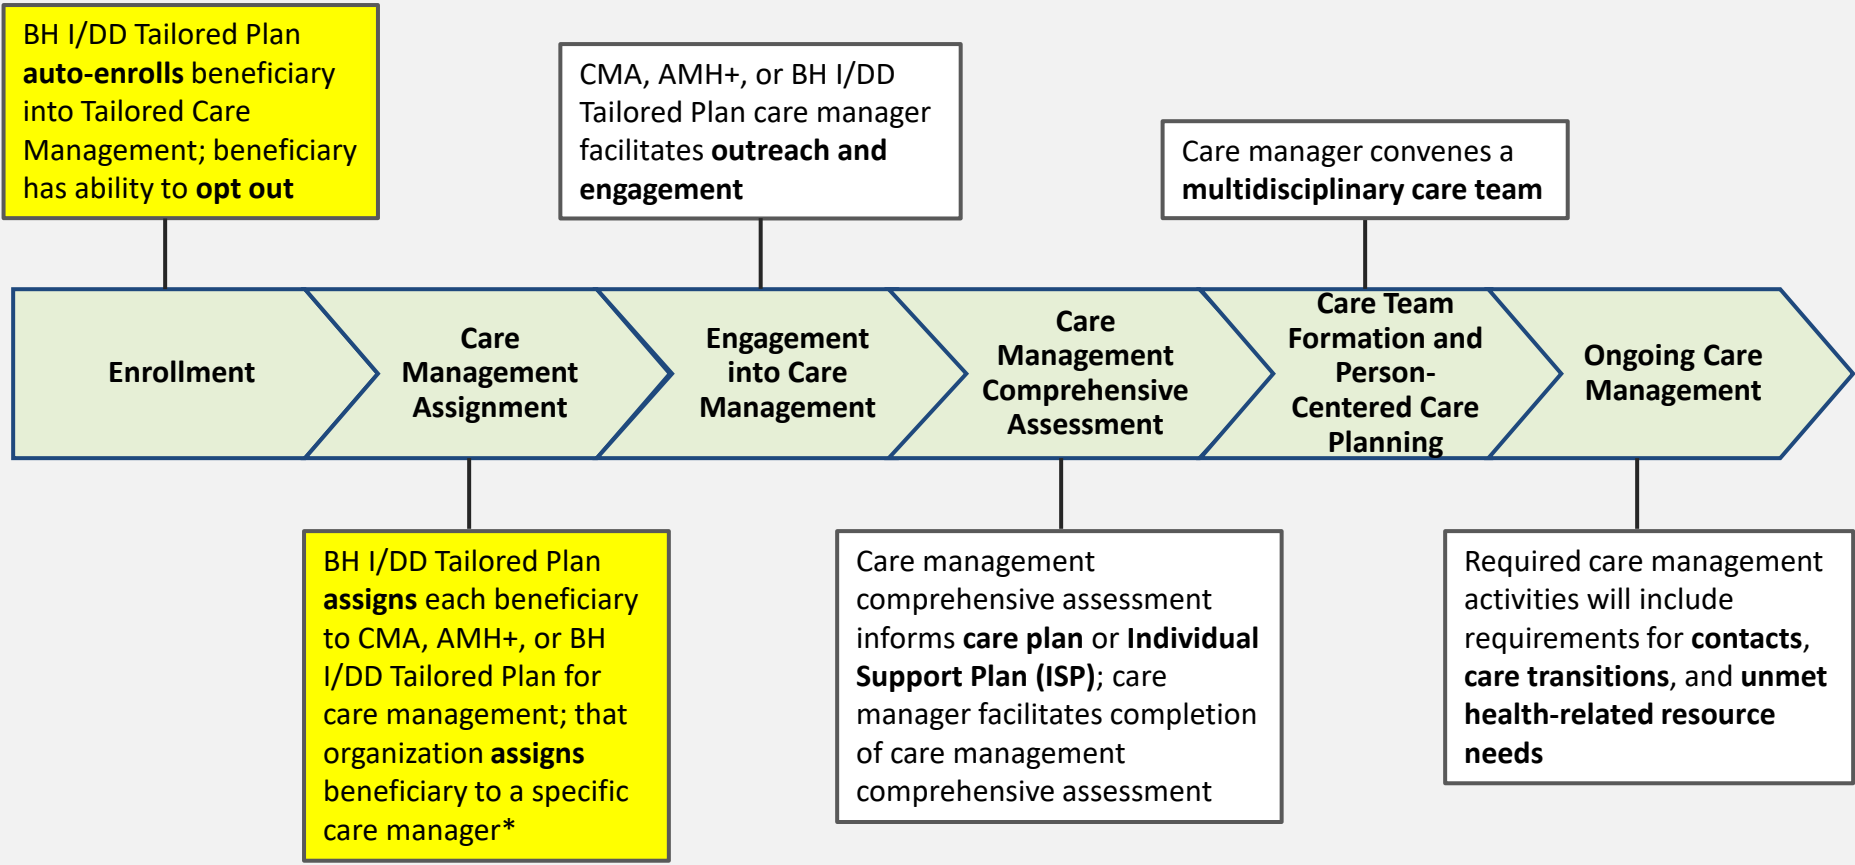 BH I/DD Tailored Plan
auto-enrolls beneficiary
into Tailored Care
Management; beneficiary
has ability to opt out
CMA, AMH+, or BH I/DD
Tailored Plan care manager
facilitates outreach and
engagement
Care manager convenes a
multidisciplinary care team
Enrollment
Care
Management
Assignment
Engagement
into Care
Management
Care
Management
Comprehensive
Assessment
Care Team
Formation and
Person-
Centered Care
Planning
Ongoing Care
Management
BH I/DD Tailored Plan
assigns each beneficiary
to CMA, AMH+, or BH
I/DD Tailored Plan for
care management; that
organization assigns
beneficiary to a specific
care manager*
Care management
comprehensive assessment
informs care plan or Individual
Support Plan (ISP); care
manager facilitates completion
of care management
comprehensive assessment
Required care management
activities will include
requirements for contacts,
care transitions, and unmet
health-related resource
needs